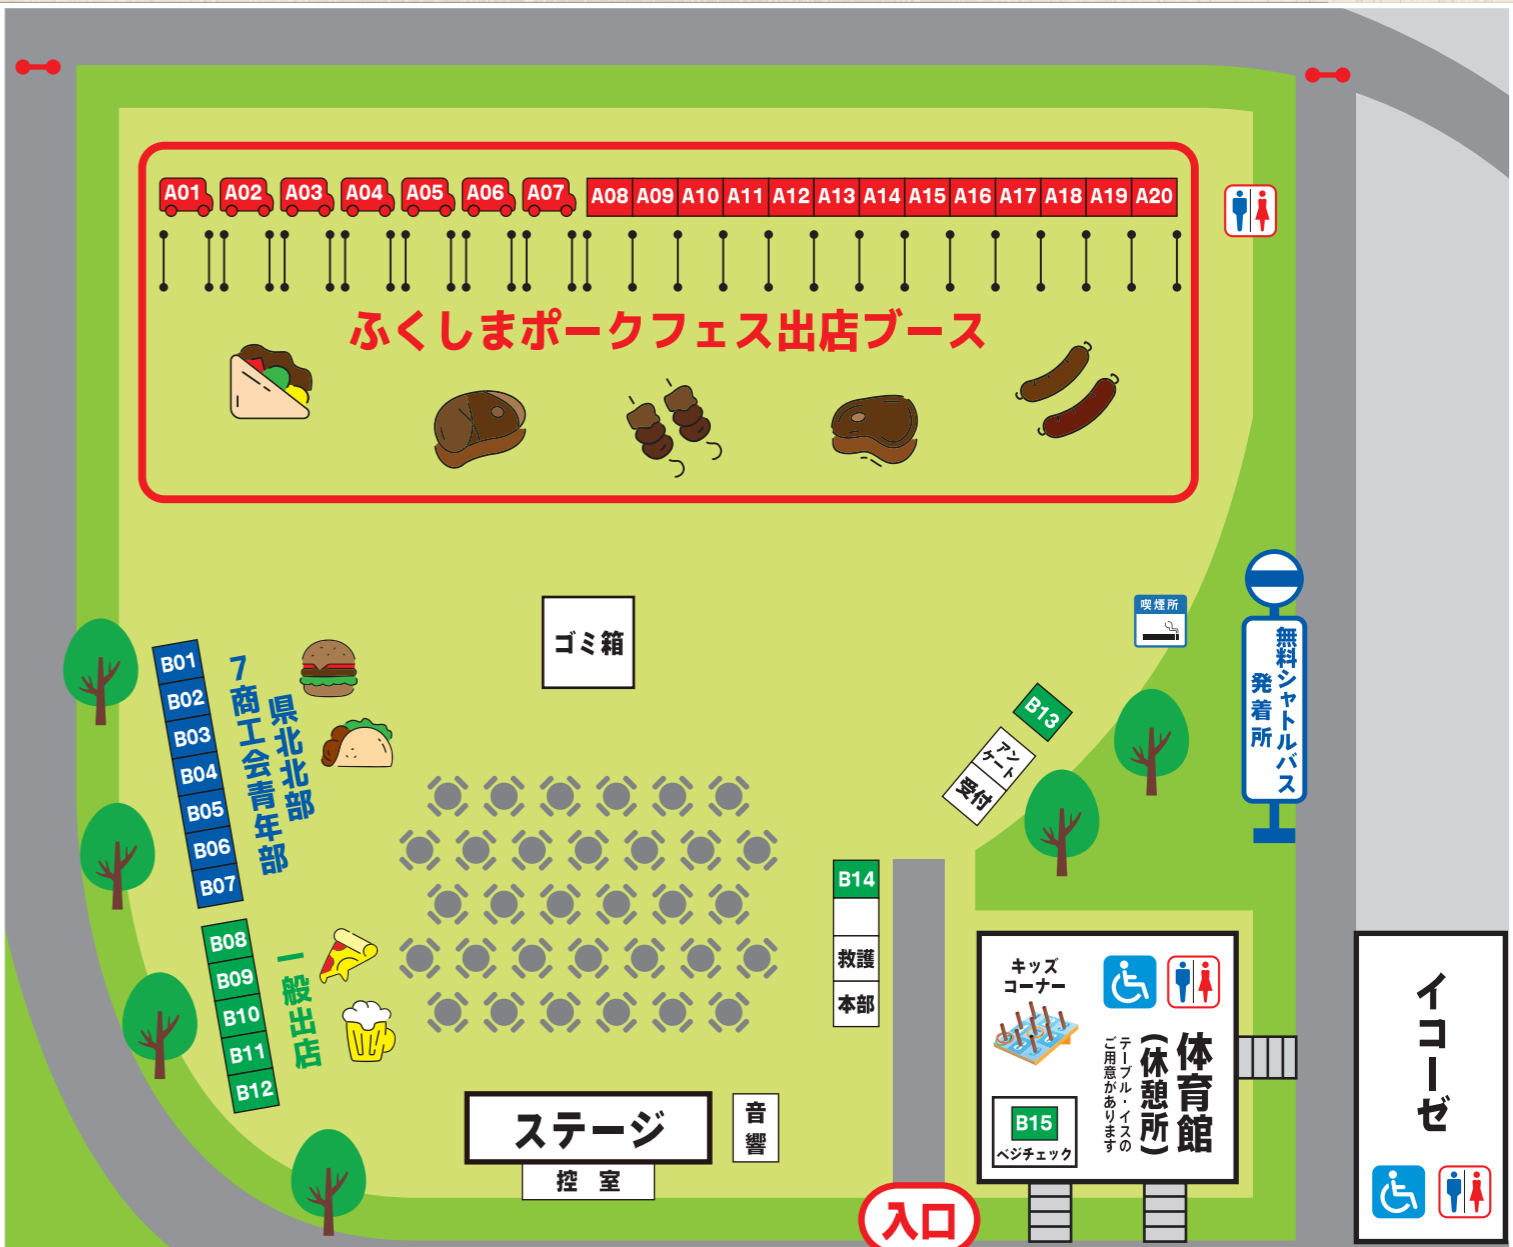 A01 A02 A03 A04 A05 A06 A07 A08 A09 A10 A11 A12 A13 A14 A15 A16 A17 A18 A19 A20
ふくしまポークフェス出店ブース
喫煙所
無料シャトルバス
発着所
ゴミ箱
B01
B02
B03
B04
B05
B06
B07
県北北部
7商工会青年部
B08
B09
B10
B11
B12
一般出店
B13
アン
ケート
受付
B14
救護
本部
キッズ
コーナー
体育館
(休憩所)
テーブル・イスの
ご用意があります
B15
ベジチェック
イコーゼ
ステージ
音響
控 室
入口